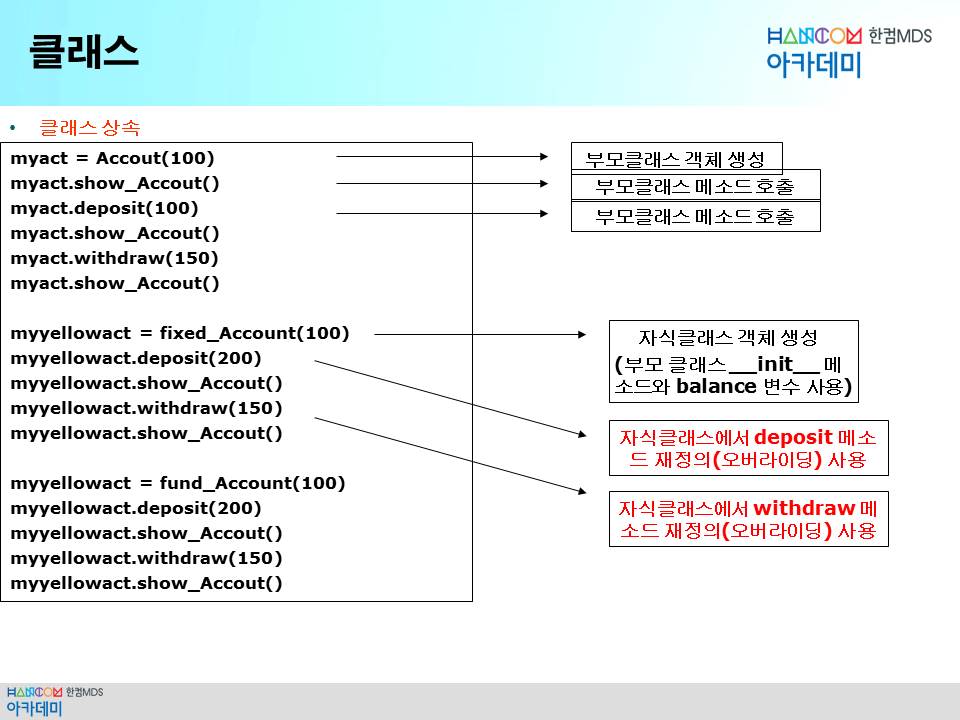 클래스
HANCOM 한컴MDS
아카데미
• 클래스 상속
myact = Accout(100)
myact.show_Accout()
myact.deposit(100)
myact.show_Accout()
myact.withdraw(150)
myact.show_Accout()
myyellowact = fixed_Account(100)
myyellowact.deposit(200)
myyellowact.show_Accout()
myyellowact.withdraw(150)
myyellowact.show_Accout()
myyellowact = fund_Account(100)
myyellowact.deposit(200)
myyellowact.show_Accout()
myyellowact.withdraw(150)
myyellowact.show_Accout()
부모클래스 객체 생성
부모클래스 메소드 호출
부모클래스 메소드 호출
자식클래스 객체 생성
(부모 클래스 __init__ 메
소드와 balance 변수 사용)
자식클래스에서 deposit 메소
드 재정의(오버라이딩) 사용
자식클래스에서 withdraw 메
소드 재정의(오버라이딩) 사용
HANCOM 한컴MDS
아카데미